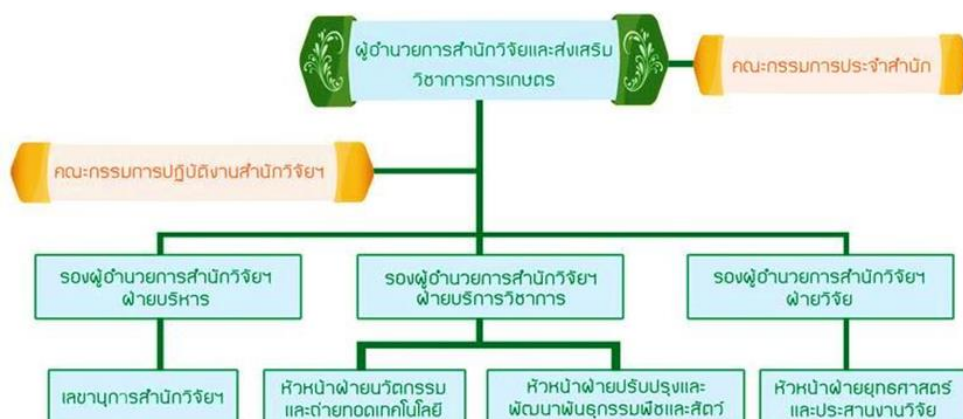 ผู้อำนวยการสำนักวิจัยและส่งเสริม
วิชาการการเกษตร
คณะกรรมการประจำสำนัก
คณะกรรมการปฏิบัติงานสำนักวิจัยฯ
รองผู้อำนวยการสำนักวิจัยฯ
ฝ่ายบริหาร
รองผู้อำนวยการสำนักวิจัยฯ
ฝ่ายบริการวิชาการ
รองผู้อำนวยการสำนักวิจัยฯ
ฝ่ายวิจัย
เลขานุการสำนักวิจัยฯ
หัวหน้าฝ่ายนวัตกรรม
และถ่ายทอดเทคโนโลยี
หัวหน้าฝ่ายปรับปรุงและ
พัฒนาพันธุกรรมพืชและสัตว์
หัวหน้าฝ่ายยุทธศาสตร์
และประสานงานวิจัย